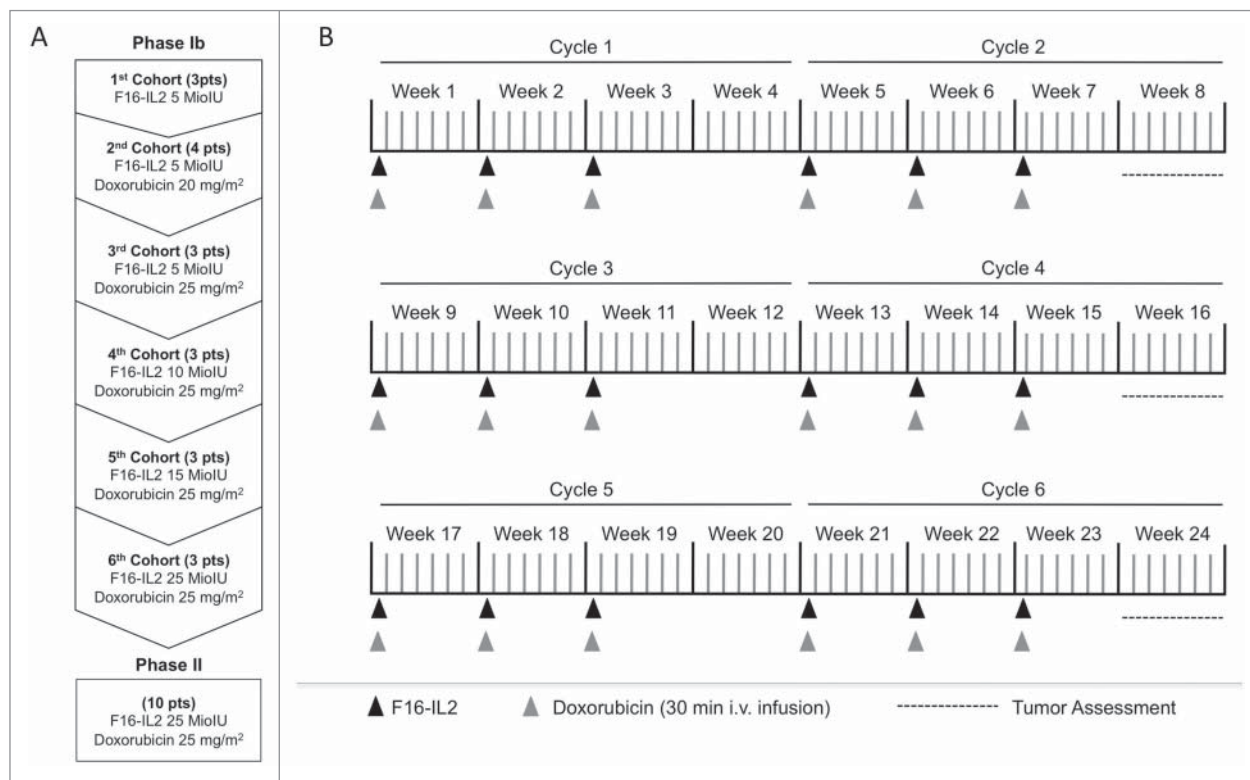 A
Phase Ib
1st Cohort (3pts)
F16-IL2 5 MioIU
2nd Cohort (4 pts)
F16-IL2 5 MioIU
Doxorubicin 20 mg/m2
3rd Cohort (3 pts)
F16-IL2 5 MioIU
Doxorubicin 25 mg/m2
4th Cohort (3 pts)
F16-IL2 10 MioIU
Doxorubicin 25 mg/m2
5th Cohort (3 pts)
F16-IL2 15 MioIU
Doxorubicin 25 mg/m2
6th Cohort (3 pts)
F16-IL2 25 MioIU
Doxorubicin 25 mg/m2
Phase II
(10 pts)
F16-IL2 25 MioIU
Doxorubicin 25 mg/m2
B
Cycle 1 Cycle 2
Week 1 Week 2 Week 3 Week 4 Week 5 Week 6 Week 7 Week 8
Cycle 3 Cycle 4
Week 9 Week 10 Week 11 Week 12 Week 13 Week 14 Week 15 Week 16
Cycle 5 Cycle 6
Week 17 Week 18 Week 19 Week 20 Week 21 Week 22 Week 23 Week 24
F16-IL2 Doxorubicin (30 min i.v. infusion) Tumor Assessment